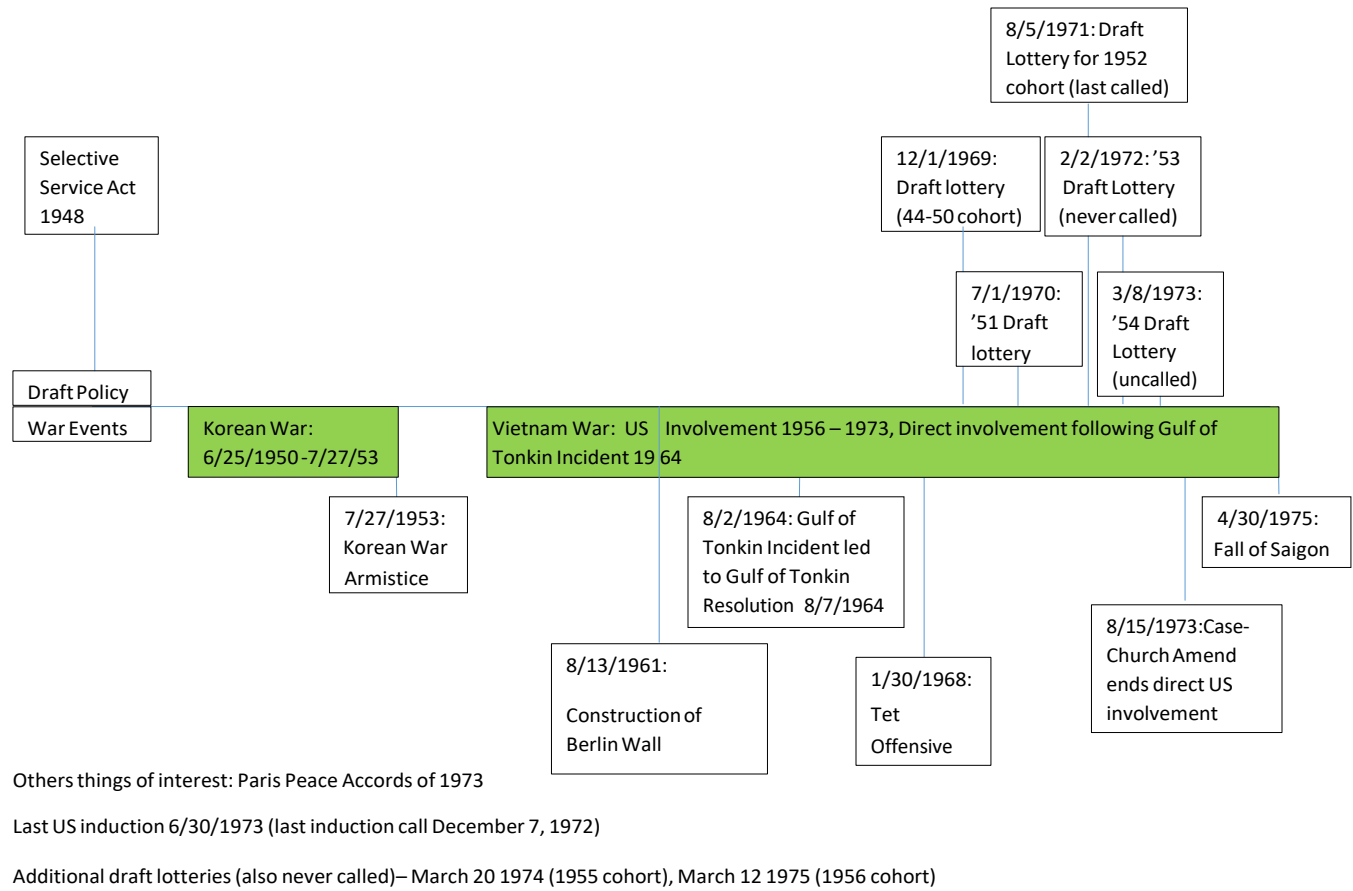 8/5/1971: Draft
Lottery for 1952
cohort (last called)
Selective
Service Act
1948
12/1/1969:
Draft lottery
(44-50 cohort)
2/2/1972: ’53
Draft Lottery
(never called)
7/1/1970:
’51 Draft
lottery
3/8/1973:
’54 Draft
Lottery
(uncalled)
Draft Policy
War Events
Korean War:
6/25/1950 -7/27/53
Vietnam War: US Involvement 1956 – 1973, Direct involvement following Gulf of
Tonkin Incident 1964
7/27/1953:
Korean War
Armistice
8/2/1964: Gulf of
Tonkin Incident led
to Gulf of Tonkin
Resolution 8/7/1964
4/30/1975:
Fall of Saigon
8/13/1961:
Construction of
Berlin Wall
1/30/1968:
Tet
Offensive
8/15/1973:Case-
Church Amend
ends direct US
involvement
Others things of interest: Paris Peace Accords of 1973
Last US induction 6/30/1973 (last induction call December 7, 1972)
Additional draft lotteries (also never called)– March 20 1974 (1955 cohort), March 12 1975 (1956 cohort)